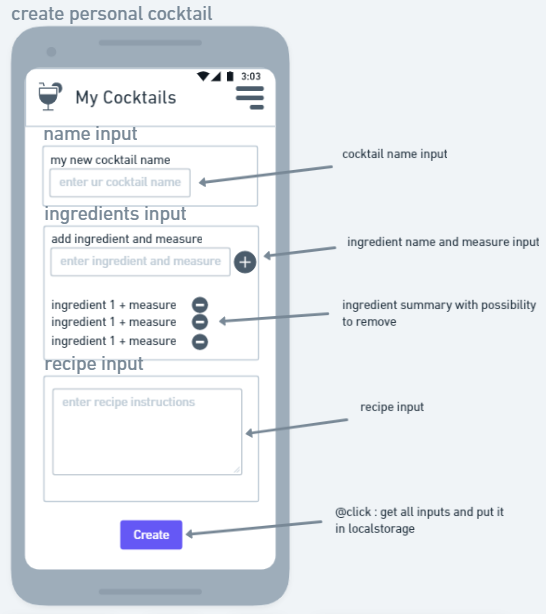 create personal cocktail
3:03
My Cocktails
name input
my new cocktail name
enter ur cocktail name
cocktail name input
ingredients input
add ingredient and measure
enter ingredient and measure
ingredient name and measure input
ingredient 1 + measure
ingredient 1 + measure
ingredient 1 + measure
ingredient summary with possibility
to remove
recipe input
enter recipe instructions
recipe input
Create
@click : get all inputs and put it
in localstorage